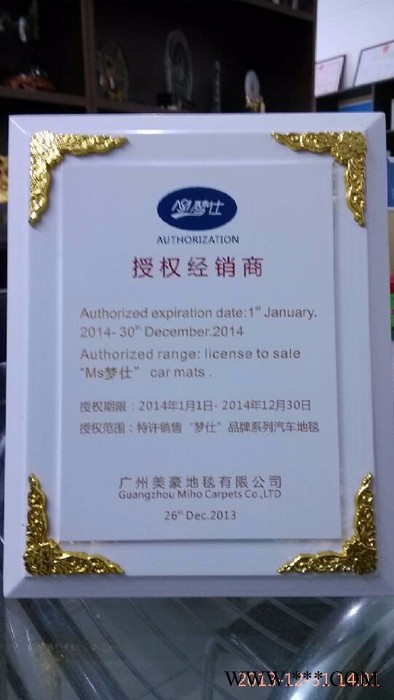 梦仕
AUTHORIZATION
授权经销商
Authorized expiration date:1st January.
2014- 30th December.2014
Authorized range: license to sale
“Ms梦仕” car mats .
授权期限：2014年1月1日- 2014年12月30日
授权范围：特许销售“梦仕”品牌系列汽车地毯
广州美豪地毯有限公司
Guangzhou Miho Carpets Co.,LTD
26th Dec.2013